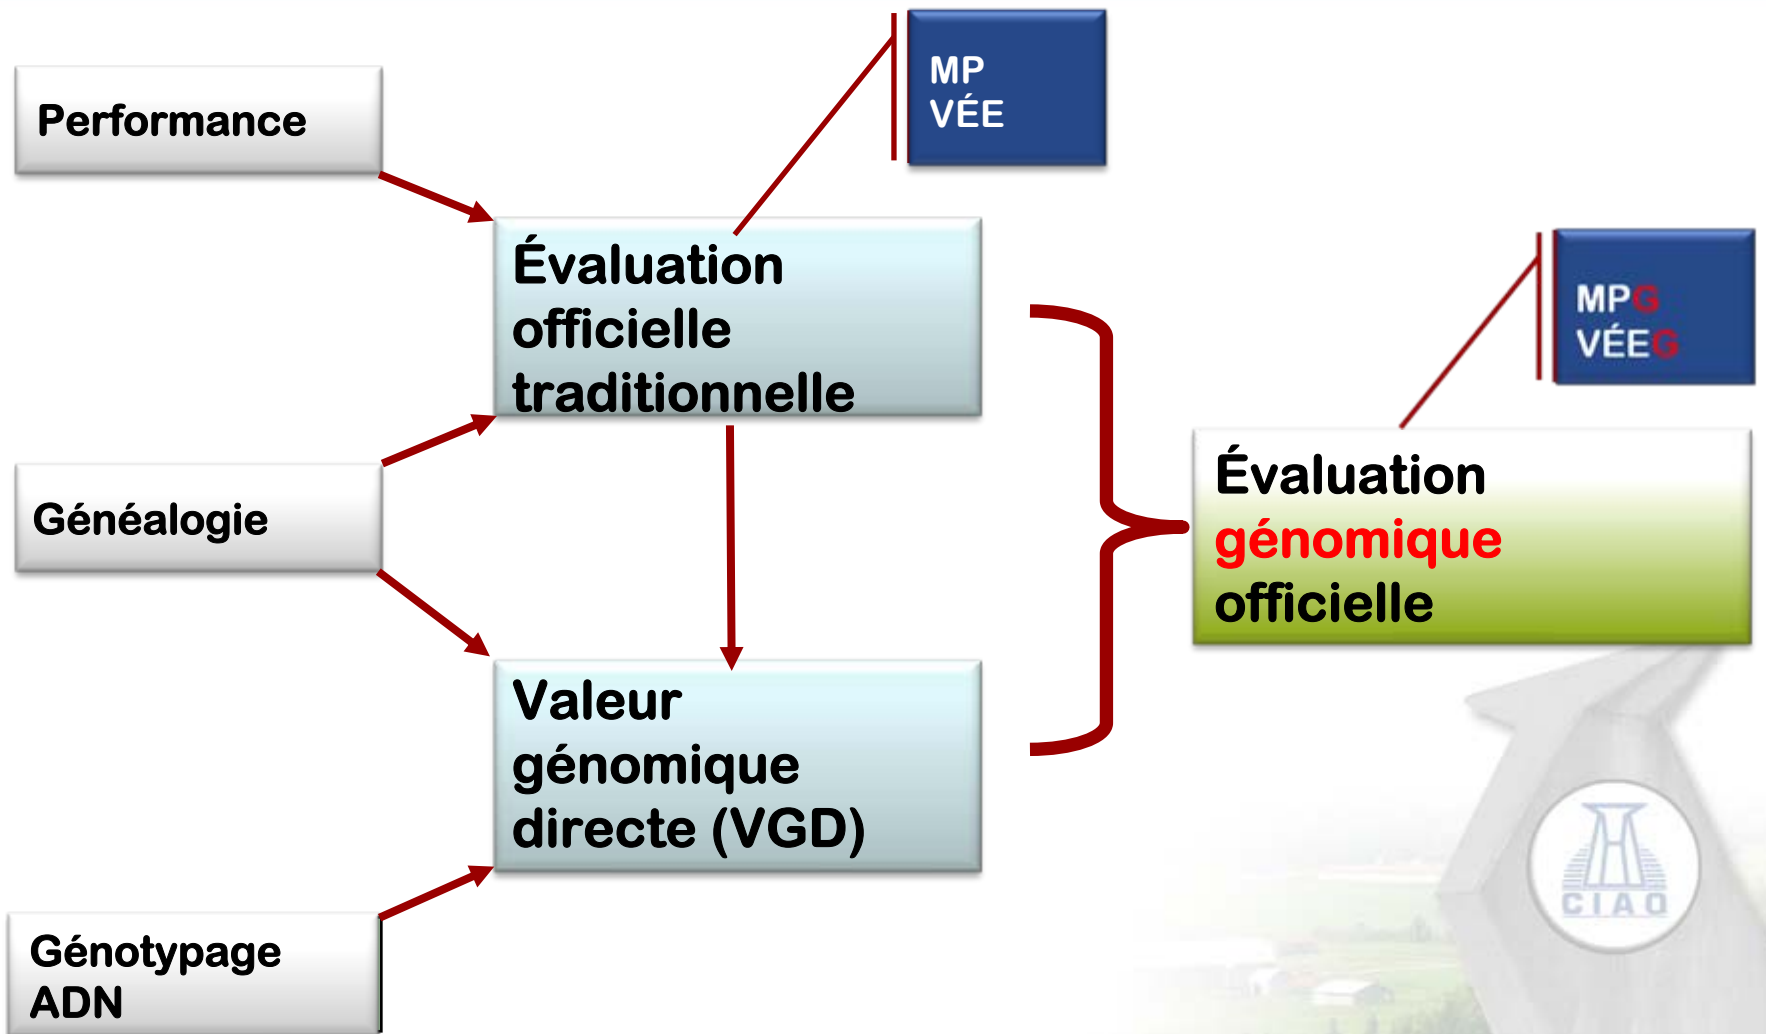 Performance
MP
VÉE
Évaluation
officielle
traditionnelle
MPG
VÉEG
Généalogie
Évaluation
génomique
officielle
Valeur
génomique
directe (VGD)
Génotypage
ADN
CIAQ